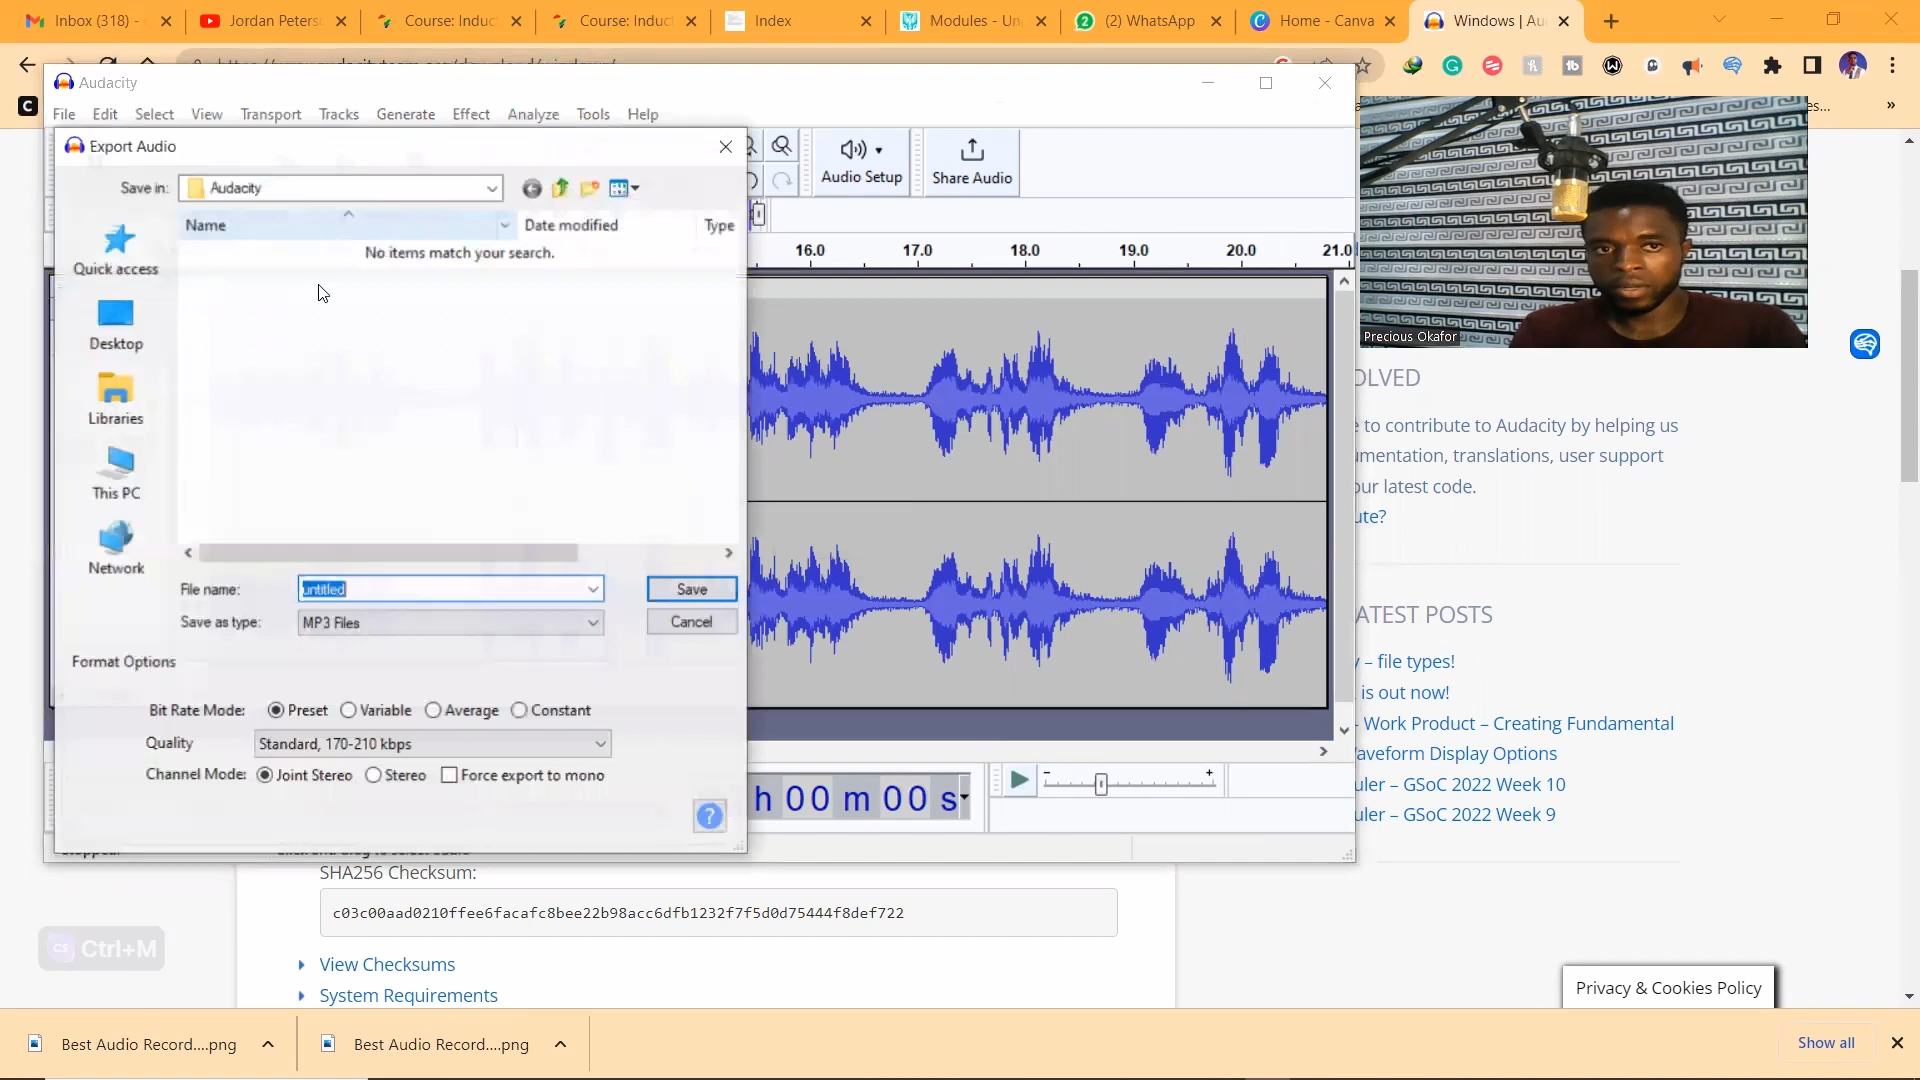 Inbox (318) -
Jordan Peters
Course: Induct
Course: Induct
Index
Modules - Un
(2) WhatsApp
Home - Canva
Windows | Au
Audacity
File Edit Select View Transport Tracks Generate Effect Analyze Tools Help
Export Audio
Save in: Audacity
Name Date modified Type
No items match your search.
Quick access
Desktop
Libraries
This PC
Network
File name: untitled Save
Save as type: MP3 Files Cancel
Format Options
Bit Rate Mode: Preset Variable Average Constant
Quality Standard, 170-210 kbps
Channel Mode: Joint Stereo Stereo Force export to mono
Audio Setup
Share Audio
16.0 17.0 18.0 19.0 20.0 21.0
h 00 m 00 s
Precious Okafor
OLVED
e to contribute to Audacity by helping us
umentation, translations, user support
our latest code.
ute?
ATEST POSTS
y – file types!
is out now!
- Work Product – Creating Fundamental
Waveform Display Options
uler – GSoC 2022 Week 10
uler – GSoC 2022 Week 9
SHA256 Checksum:
c03c00aad0210ffee6facafc8bee22b98acc6dfb1232f7f5d0d75444f8def722
View Checksums
System Requirements
Ctrl+M
Privacy & Cookies Policy
Best Audio Record....png
Best Audio Record....png
Show all